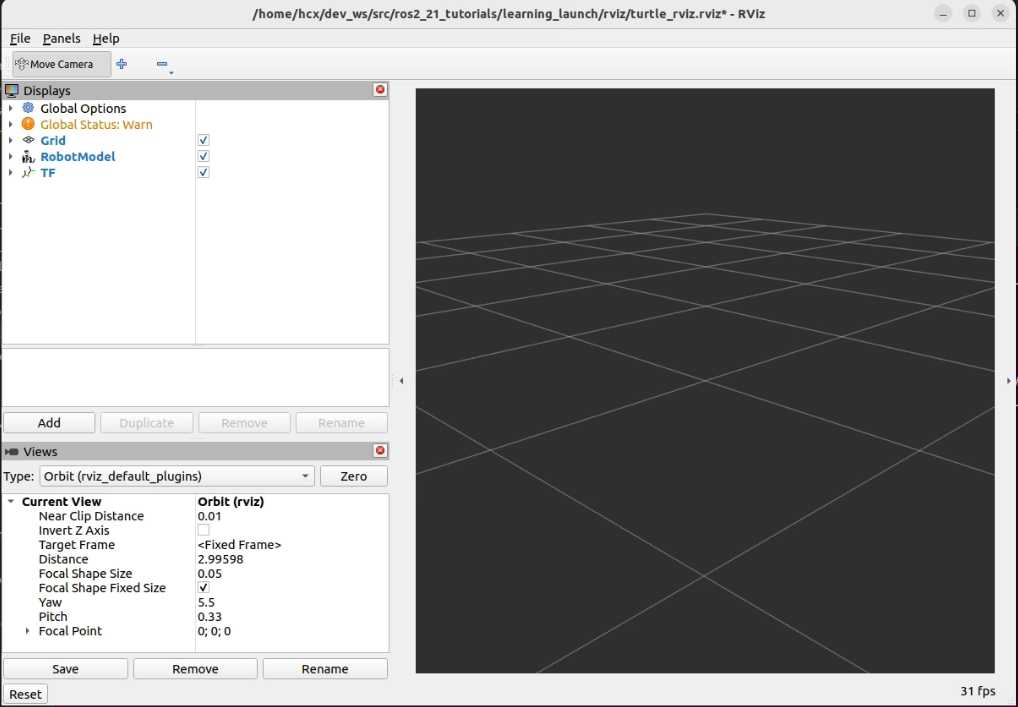 /home/hcx/dev_ws/src/ros2_21_tutorials/learning_launch/rviz/turtle_rviz.rviz* - RViz
File Panels Help
Move Camera
Displays
Global Options
Global Status: Warn
Grid
RobotModel
TF
Add Duplicate Remove Rename
Views
Type: Orbit (rviz_default_plugins) Zero
Current View Orbit (rviz)
Near Clip Distance 0.01
Invert Z Axis
Target Frame <Fixed Frame>
Distance 2.99598
Focal Shape Size 0.05
Focal Shape Fixed Size
Yaw 5.5
Pitch 0.33
Focal Point 0; 0; 0
Save Remove Rename
Reset 31 fps